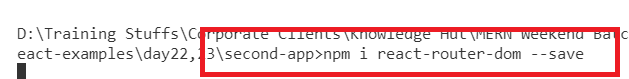 D:\Training Stuffs\Corporate Clients\Knowledge Hut\MERN Weekend Batc
eact-examples\day22,23\second-app>npm i react-router-dom --save